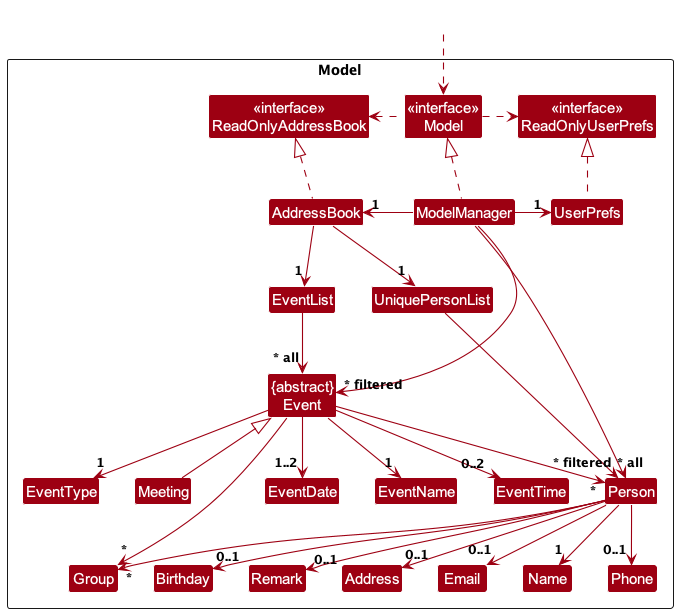 Model
«interface»
ReadOnlyAddressBook
«interface»
Model
«interface»
ReadOnlyUserPrefs
AddressBook
1
ModelManager
1
UserPrefs
1
1
EventList
UniquePersonList
* all
* filtered
{abstract}
Event
1
1..2
1
0..2
* filtered
* all
*
EventType
Meeting
EventDate
EventName
EventTime
Person
*
*
0..1
0..1
0..1
0..1
1
0..1
Group
Birthday
Remark
Address
Email
Name
Phone